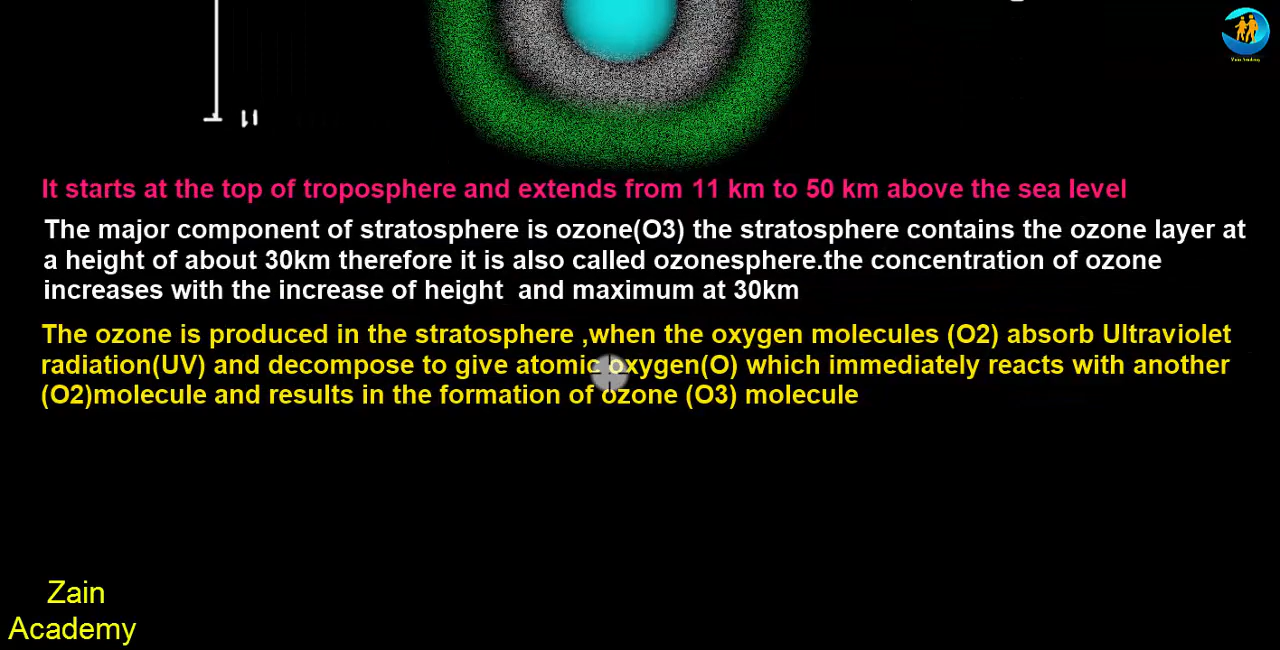 11
It starts at the top of troposphere and extends from 11 km to 50 km above the sea level
The major component of stratosphere is ozone(O3) the stratosphere contains the ozone layer at
a height of about 30km therefore it is also called ozonesphere.the concentration of ozone
increases with the increase of height  and maximum at 30km
The ozone is produced in the stratosphere ,when the oxygen molecules (O2) absorb Ultraviolet
radiation(UV) and decompose to give atomic oxygen(O) which immediately reacts with another
(O2)molecule and results in the formation of ozone (O3) molecule
Zain
Academy